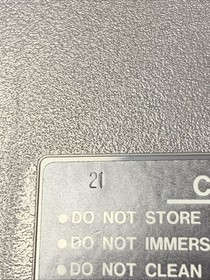 21
C
● DO NOT STORE
● DO NOT IMMERS
● DO NOT CLEAN